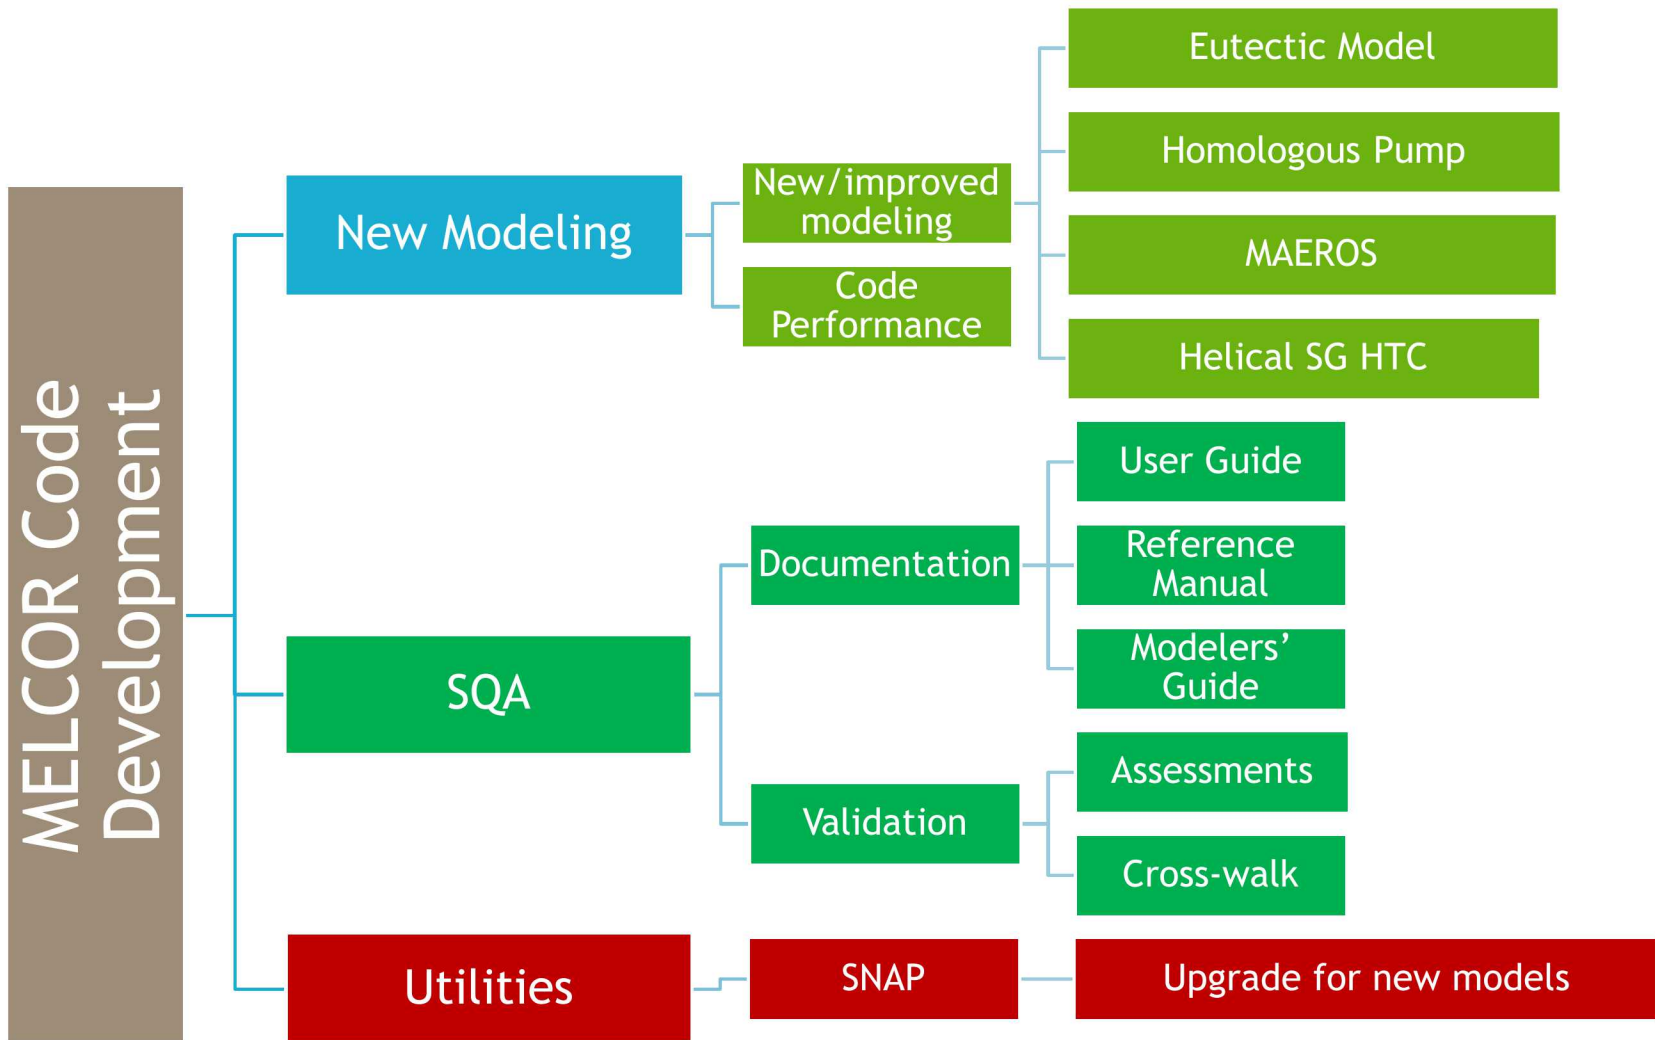 MELCOR Code
Development
New Modeling
New/improved
modeling
Eutectic Model
Homologous Pump
MAEROS
Helical SG HTC
Code
Performance
SQA
Documentation
User Guide
Reference
Manual
Modelers’
Guide
Validation
Assessments
Cross-walk
Utilities
SNAP
Upgrade for new models